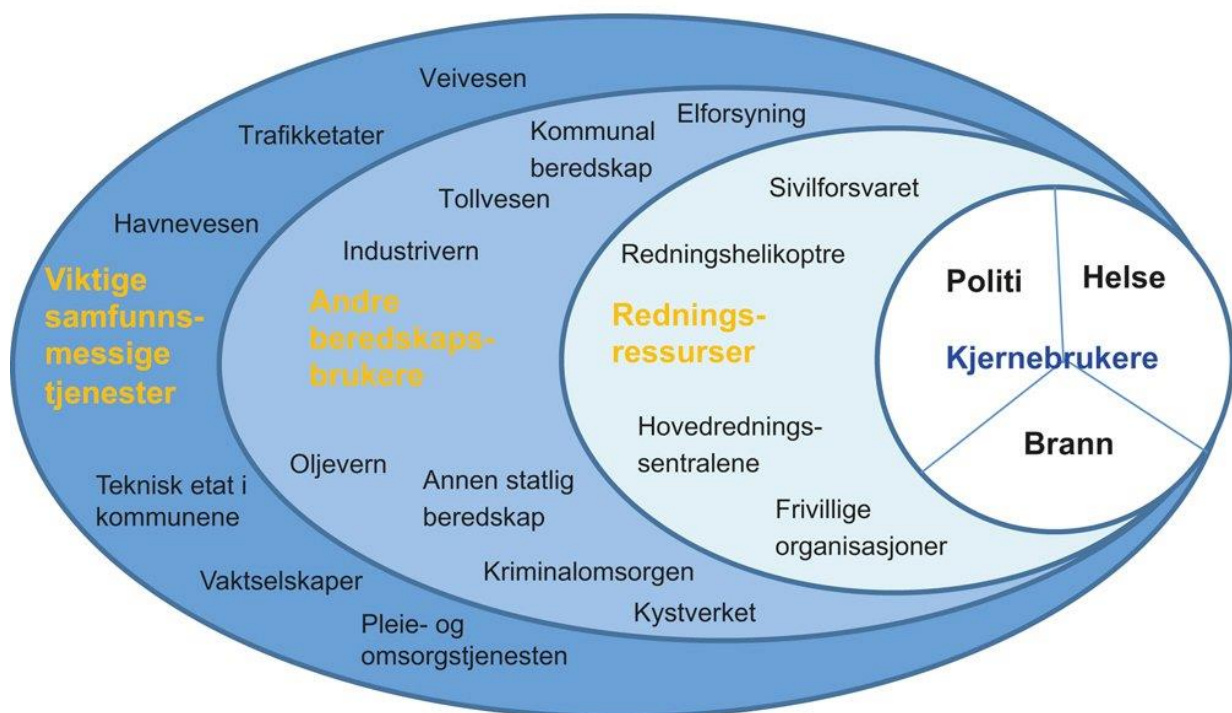 Veivesen
Trafikketater
Havnevesen
Viktige
samfunns-
messige
tjenester
Teknisk etat i
kommunene
Vaktselskaper
Pleie- og
omsorgstjenesten
Elforsyning
Kommunal
beredskap
Tollvesen
Industrivern
Andre
beredskaps-
brukere
Oljevern
Annen statlig
beredskap
Kriminalomsorgen
Kystverket
Sivilforsvaret
Redningshelikoptre
Rednings-
ressurser
Hovedrednings-
sentralene
Frivillige
organisasjoner
Politi
Helse
Kjernebrukere
Brann